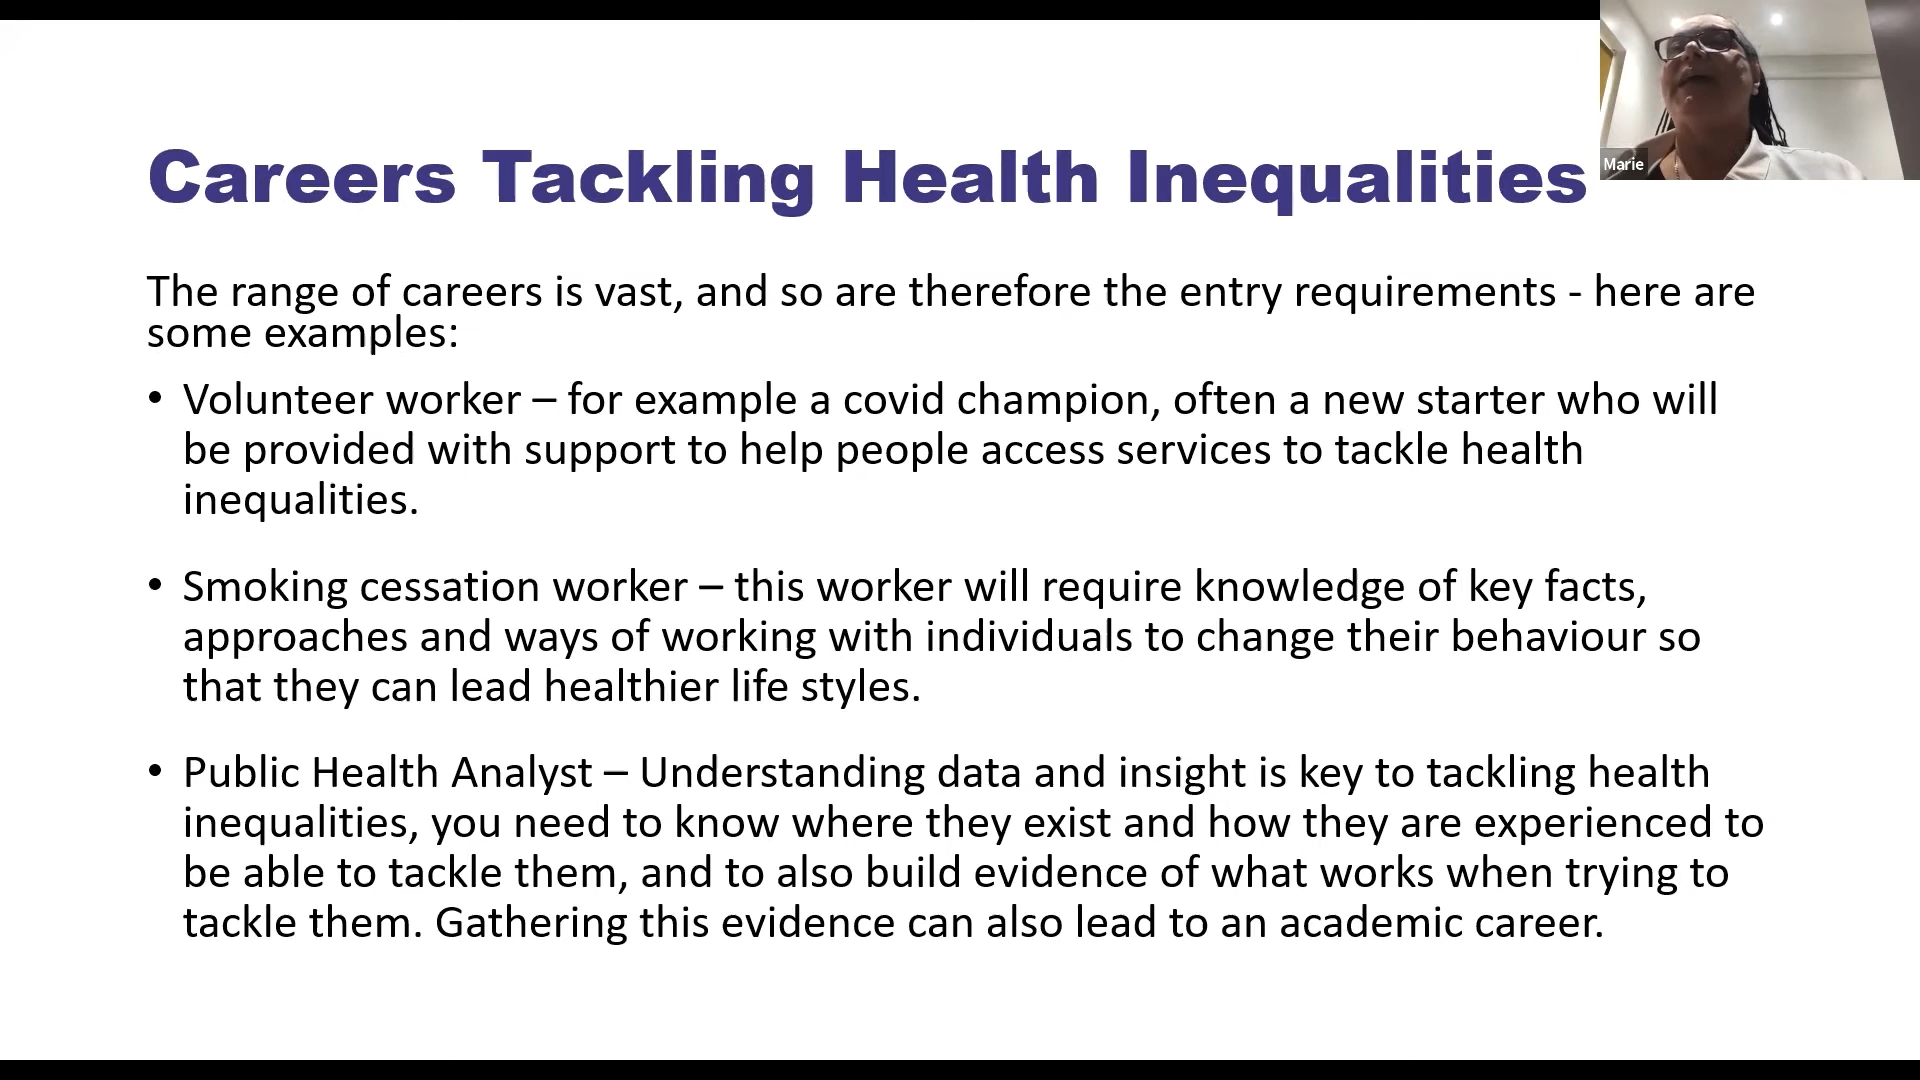 Careers Tackling Health Inequalities
Marie
The range of careers is vast, and so are therefore the entry requirements - here are
some examples:
• Volunteer worker – for example a covid champion, often a new starter who will
be provided with support to help people access services to tackle health
inequalities.
• Smoking cessation worker – this worker will require knowledge of key facts,
approaches and ways of working with individuals to change their behaviour so
that they can lead healthier life styles.
• Public Health Analyst – Understanding data and insight is key to tackling health
inequalities, you need to know where they exist and how they are experienced to
be able to tackle them, and to also build evidence of what works when trying to
tackle them. Gathering this evidence can also lead to an academic career.